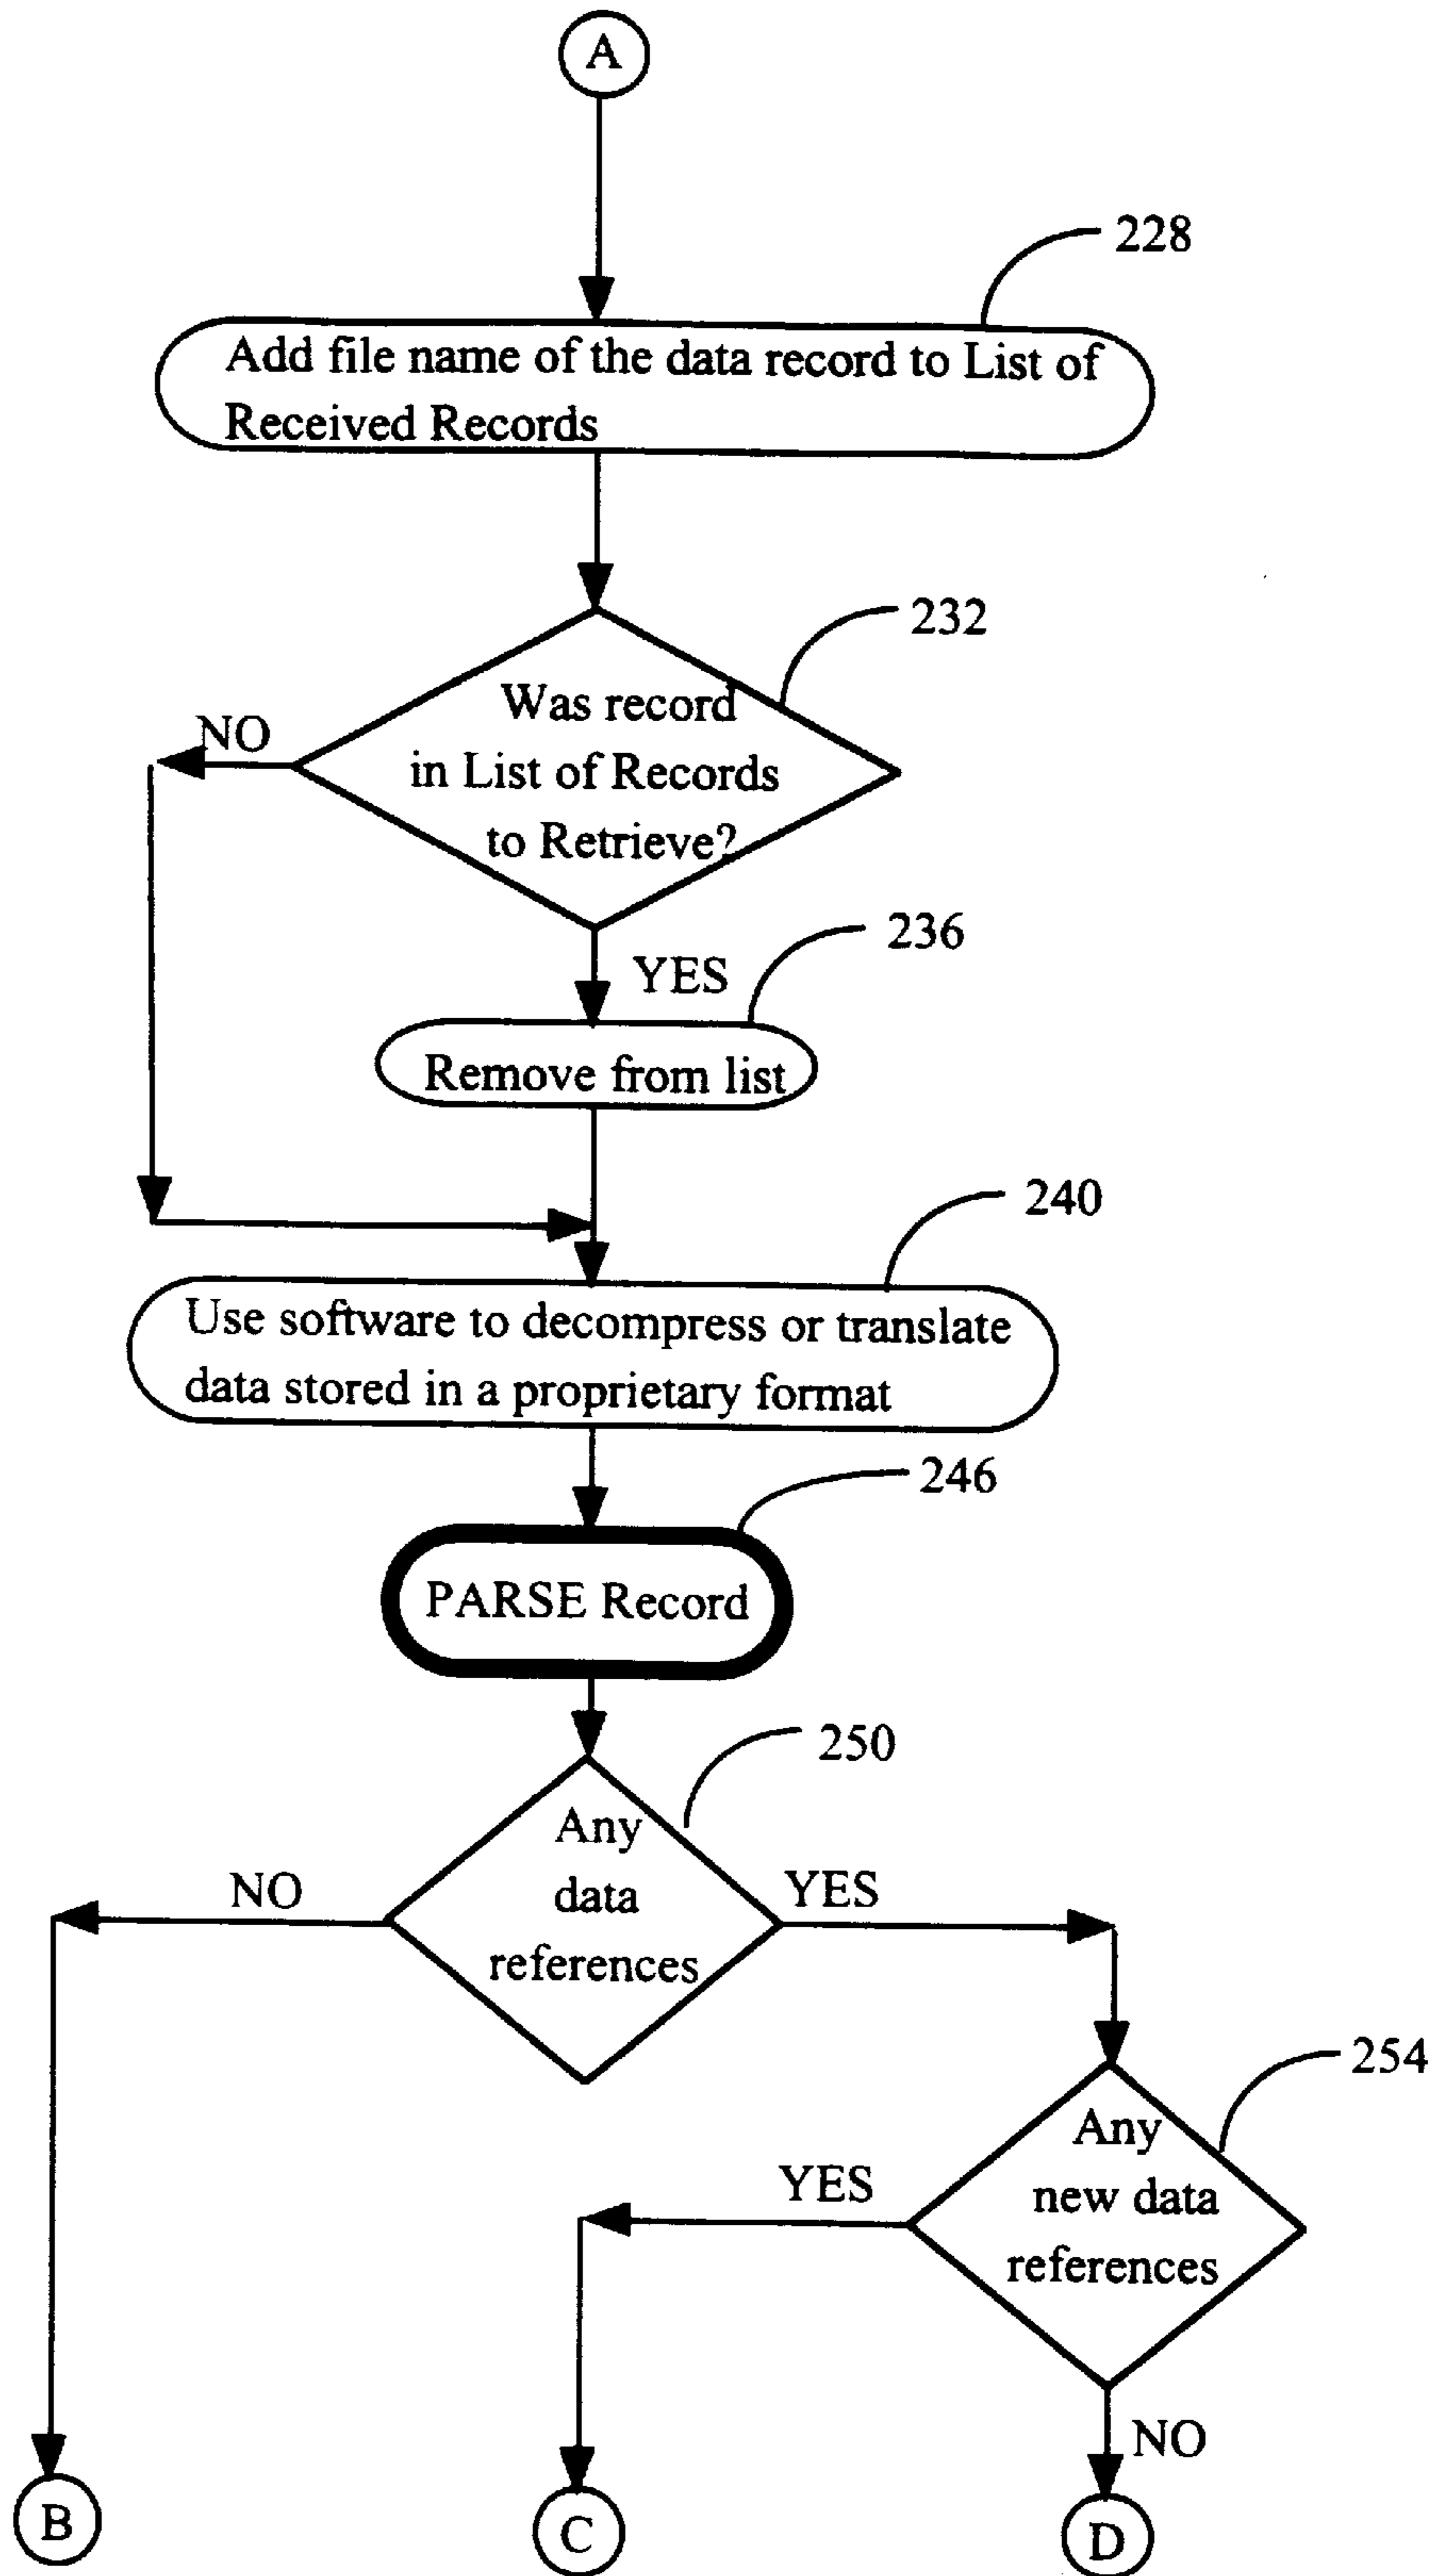 A
228
Add file name of the data record to List of
Received Records
232
Was record
in List of Records
to Retrieve?
NO
YES
236
Remove from list
240
Use software to decompress or translate
data stored in a proprietary format
246
PARSE Record
250
Any
data
references
NO
YES
254
Any
new data
references
YES
NO
B
C
D